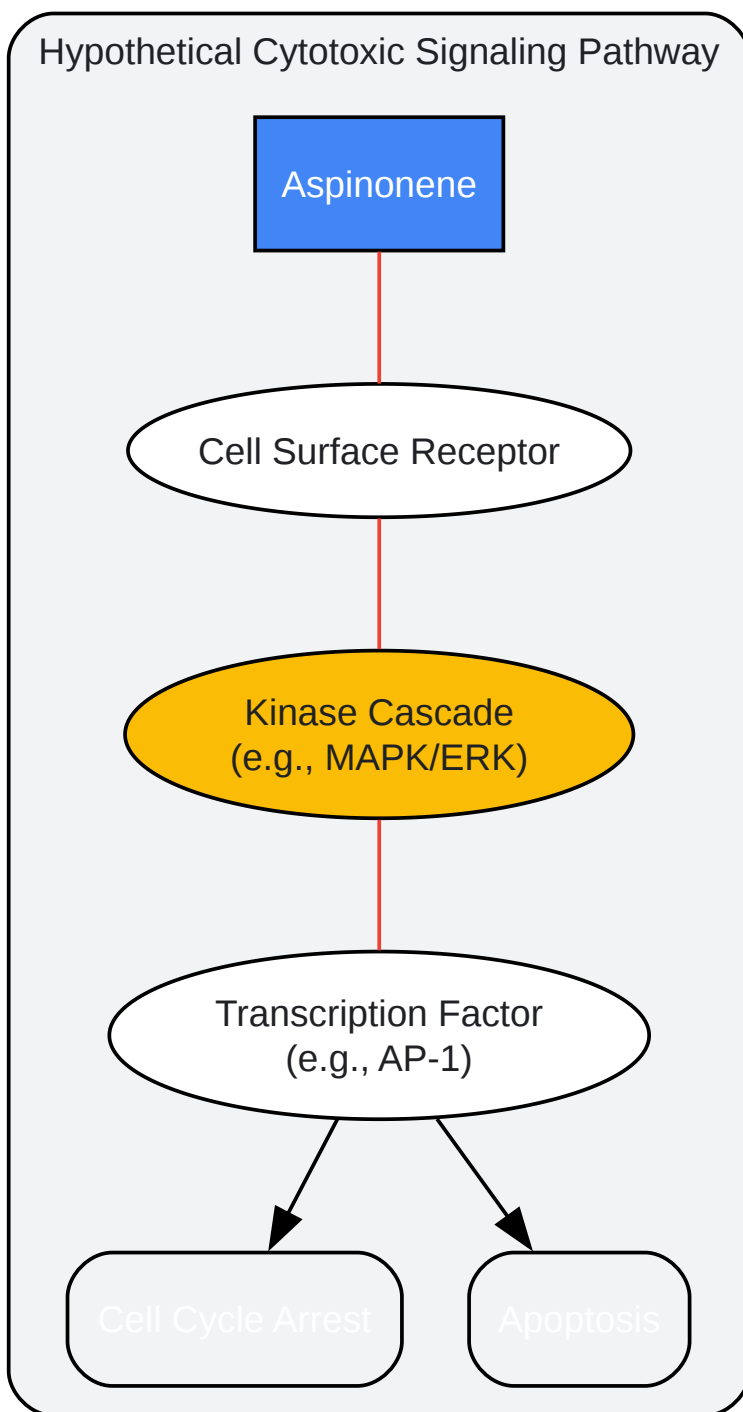 Hypothetical Cytotoxic Signaling Pathway
Aspinonene
Cell Surface Receptor
Kinase Cascade
(e.g., MAPK/ERK)
Transcription Factor
(e.g., AP-1)
Cell Cycle Arrest
Apoptosis